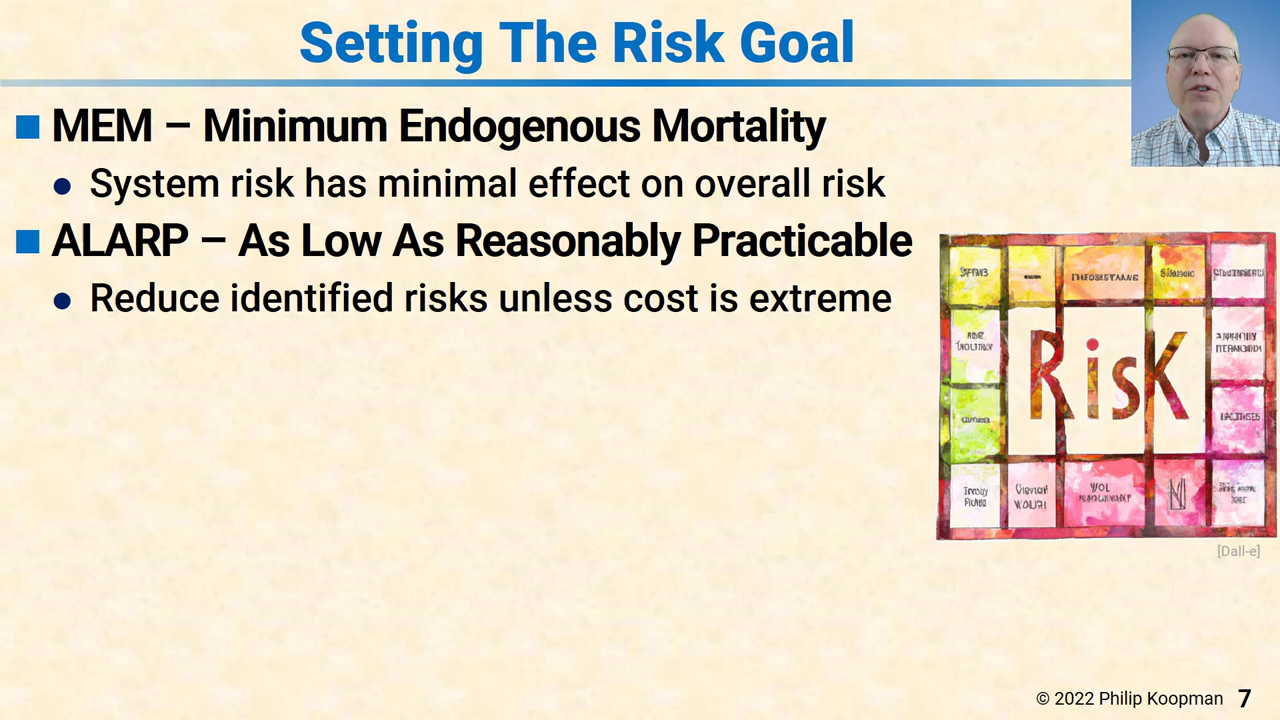 Setting The Risk Goal
MEM – Minimum Endogenous Mortality
System risk has minimal effect on overall risk
ALARP – As Low As Reasonably Practicable
Reduce identified risks unless cost is extreme
RisK
[Dall-e]
© 2022 Philip Koopman 7